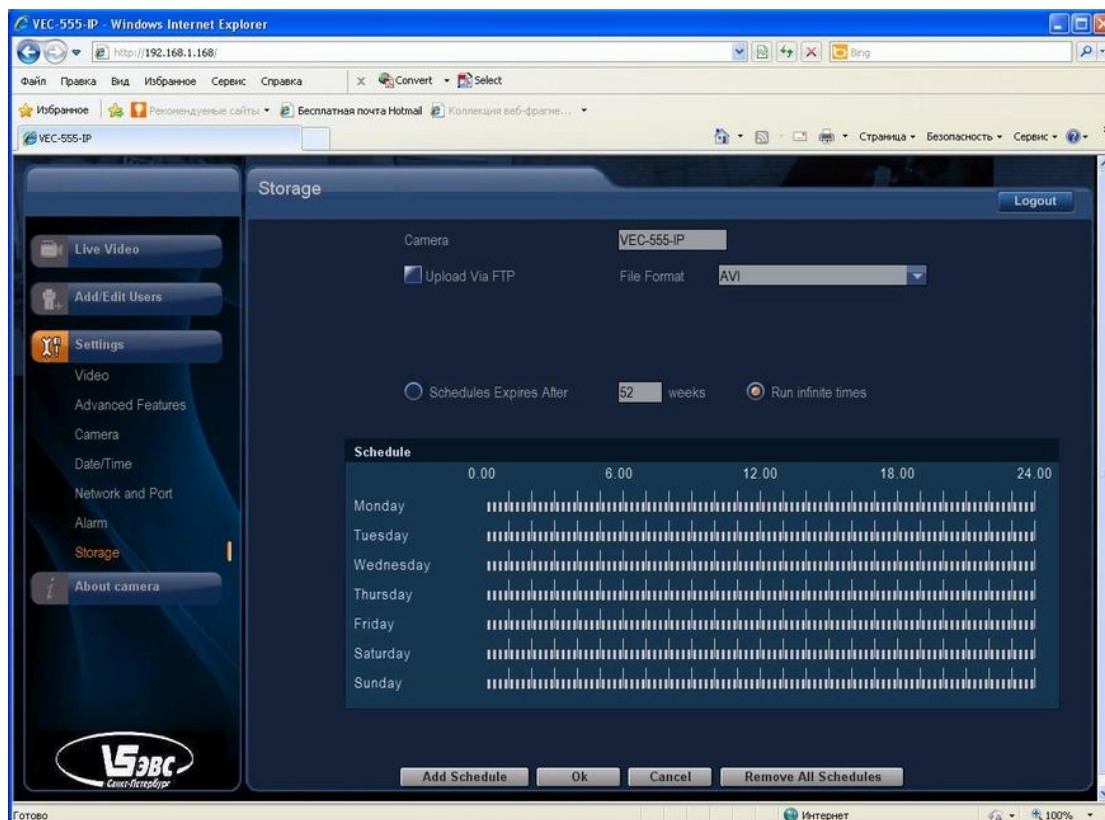 VEC-555-IP - Windows Internet Explorer
http://192.168.1.168/
Bing
Файл Правка Вид Избранное Сервис Справка x Convert Select
Избранное Рекомендуемые сайты Бесплатная почта Hotmail Коллекция веб-фрагме...
VEC-555-IP
Страница Безопасность Сервис
Storage
Logout
Live Video
Add/Edit Users
Settings
Video
Advanced Features
Camera
Date/Time
Network and Port
Alarm
Storage
About camera
Camera VEC-555-IP
Upload Via FTP File Format AVI
Schedules Expires After 52 weeks Run infinite times
Schedule
0.00 6.00 12.00 18.00 24.00
Monday
Tuesday
Wednesday
Thursday
Friday
Saturday
Sunday
Add Schedule Ok Cancel Remove All Schedules
ЭВС
Санкт-Петербург
Готово Интернет 100%